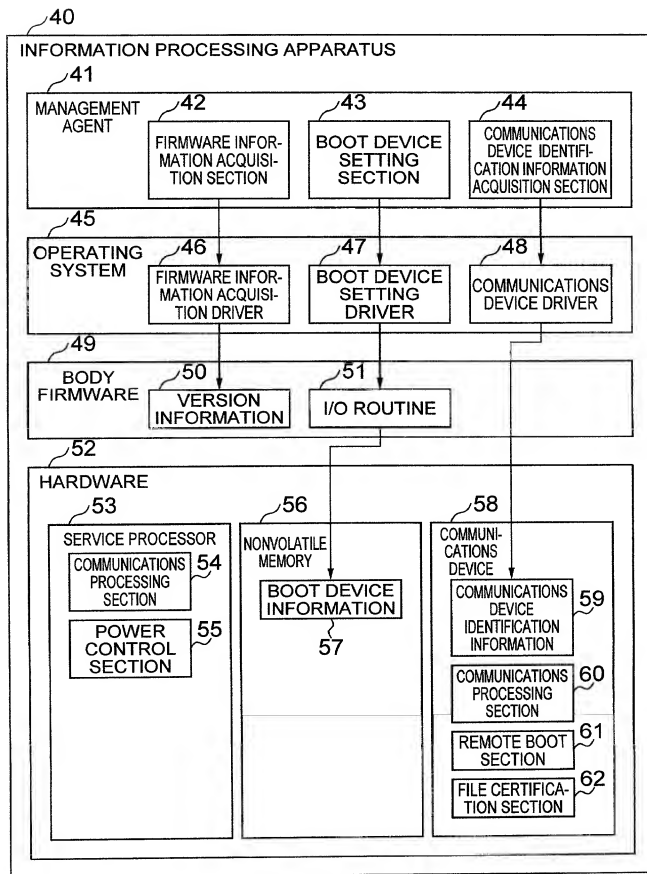 40
INFORMATION PROCESSING APPARATUS
41
MANAGEMENT
AGENT
42
FIRMWARE INFOR-
MATION ACQUISI-
TION SECTION
43
BOOT DEVICE
SETTING
SECTION
44
COMMUNICATIONS
DEVICE IDENTIFI-
CATION INFORMATION
ACQUISITION SECTION
45
OPERATING
SYSTEM
46
FIRMWARE INFOR-
MATION ACQUISI-
TION DRIVER
47
BOOT DEVICE
SETTING
DRIVER
48
COMMUNICATIONS
DEVICE DRIVER
49
BODY
FIRMWARE
50
VERSION
INFORMATION
51
I/O ROUTINE
52
HARDWARE
53
SERVICE PROCESSOR
COMMUNICATIONS
PROCESSING
SECTION
54
POWER
CONTROL
SECTION
55
56
NONVOLATILE
MEMORY
BOOT DEVICE
INFORMATION
57
58
COMMUNI-
CATIONS
DEVICE
COMMUNICATIONS
DEVICE
IDENTIFICATION
INFORMATION
59
COMMUNICATIONS
PROCESSING
SECTION
60
REMOTE BOOT
SECTION
61
FILE CERTIFICA-
TION SECTION
62